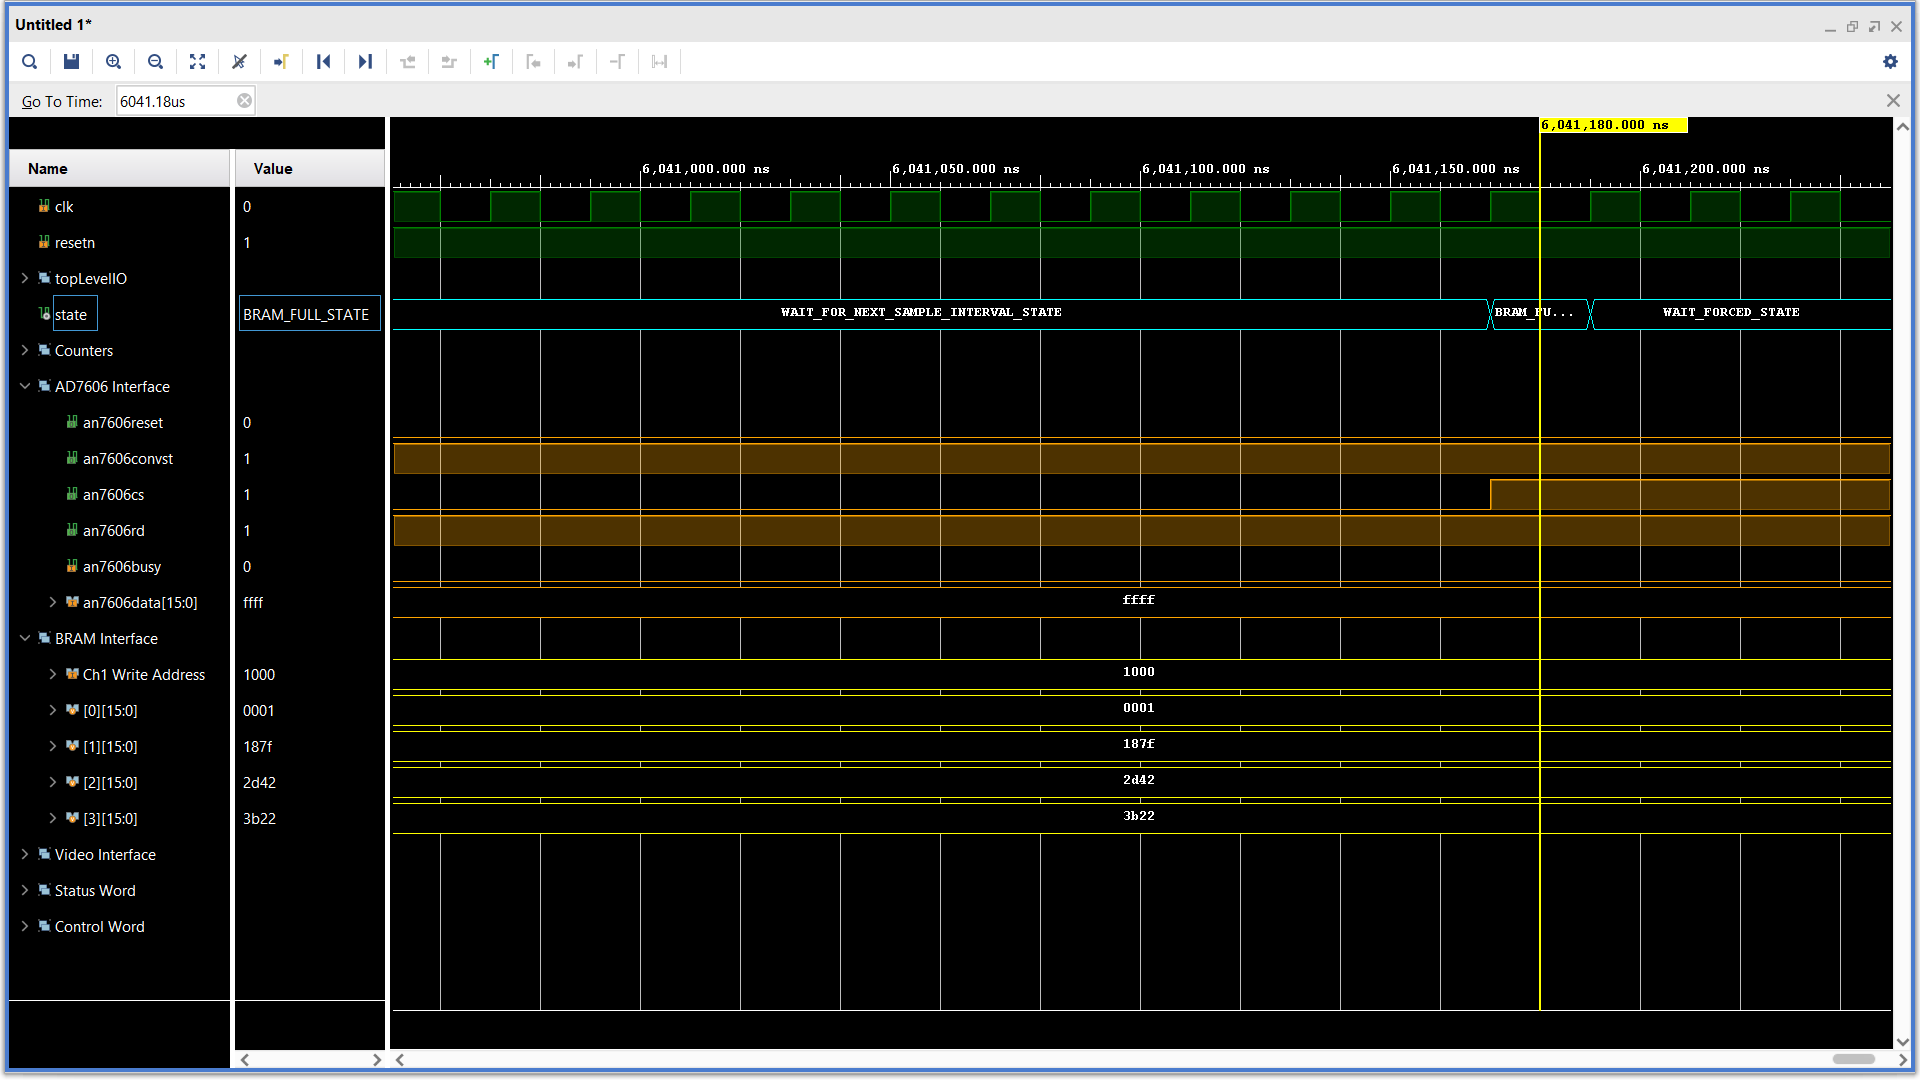 Untitled 1*
Go To Time: 6041.18us
6,041,180.000 ns
Name Value
6,041,000.000 ns 6,041,050.000 ns 6,041,100.000 ns 6,041,150.000 ns 6,041,200.000 ns
clk 0
resetn 1
topLevelIO
state BRAM_FULL_STATE WAIT_FOR_NEXT_SAMPLE_INTERVAL_STATE BRAM_FU... WAIT_FORCED_STATE
Counters
AD7606 Interface
an7606reset 0
an7606convst 1
an7606cs 1
an7606rd 1
an7606busy 0
an7606data[15:0] ffff ffff
BRAM Interface
Ch1 Write Address 1000 1000
[0][15:0] 0001 0001
[1][15:0] 187f 187f
[2][15:0] 2d42 2d42
[3][15:0] 3b22 3b22
Video Interface
Status Word
Control Word